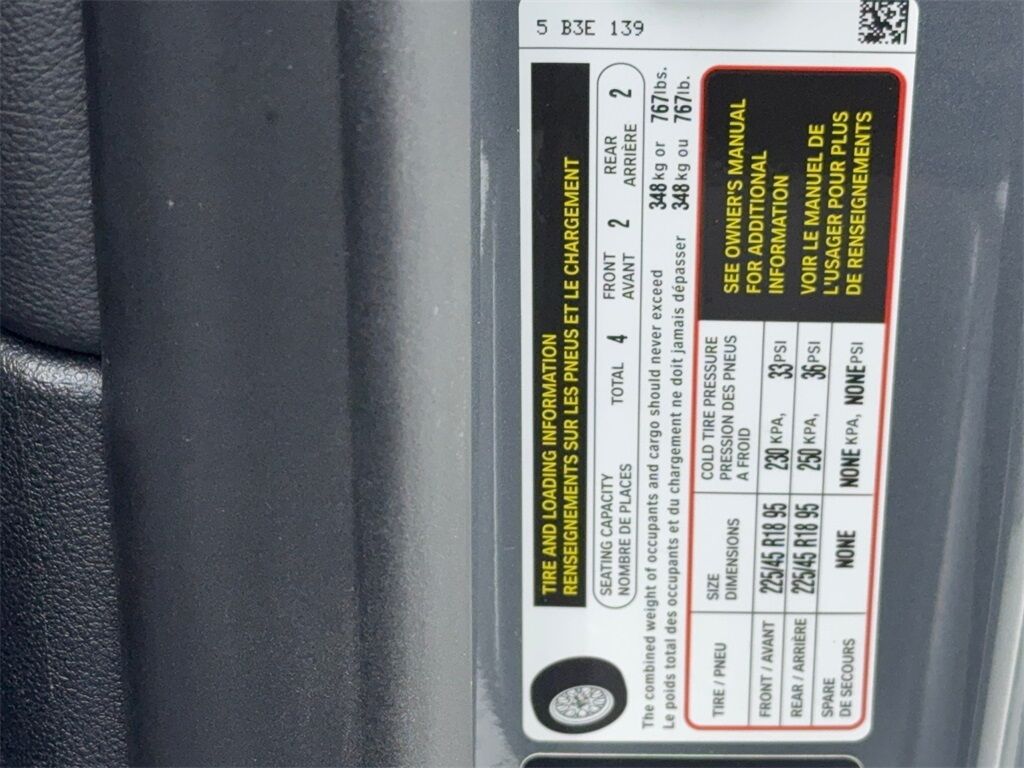 5 B3E 139
TIRE AND LOADING INFORMATION
RENSEIGNEMENTS SUR LES PNEUS ET LE CHARGEMENT
SEATING CAPACITY
NOMBRE DE PLACES
TOTAL 4
FRONT
AVANT
2
REAR
ARRIÈRE
2
The combined weight of occupants and cargo should never exceed 348 kg or 767 lbs.
Le poids total des occupants et du chargement ne doit jamais dépasser 348 kg ou 767 lb.
TIRE / PNEU
SIZE
DIMENSIONS
COLD TIRE PRESSURE
PRESSION DES PNEUS
A FROID
FRONT / AVANT 225/45 R18 95 230 KPA, 33 PSI
REAR / ARRIÈRE 225/45 R18 95 250 KPA, 36 PSI
SPARE
DE SECOURS
NONE NONE KPA, NONE PSI
SEE OWNER'S MANUAL
FOR ADDITIONAL
INFORMATION
VOIR LE MANUEL DE
L'USAGER POUR PLUS
DE RENSEIGNEMENTS